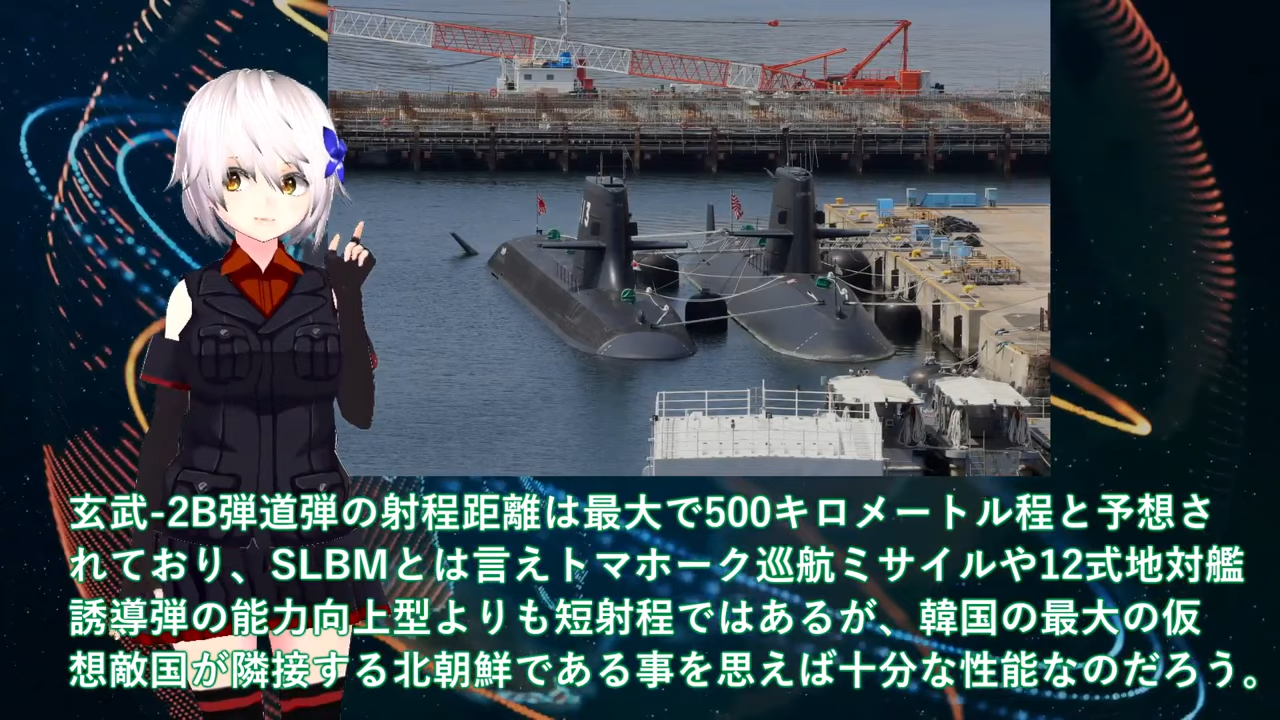 玄武-2B弾道弾の射程距離は最大で500キロメートル程と予想さ
れており、SLBMとは言えトマホーク巡航ミサイルや12式地対艦
誘導弾の能力向上型よりも短射程ではあるが、韓国の最大の仮
想敵国が隣接する北朝鮮である事を思えば十分な性能なのだろう。